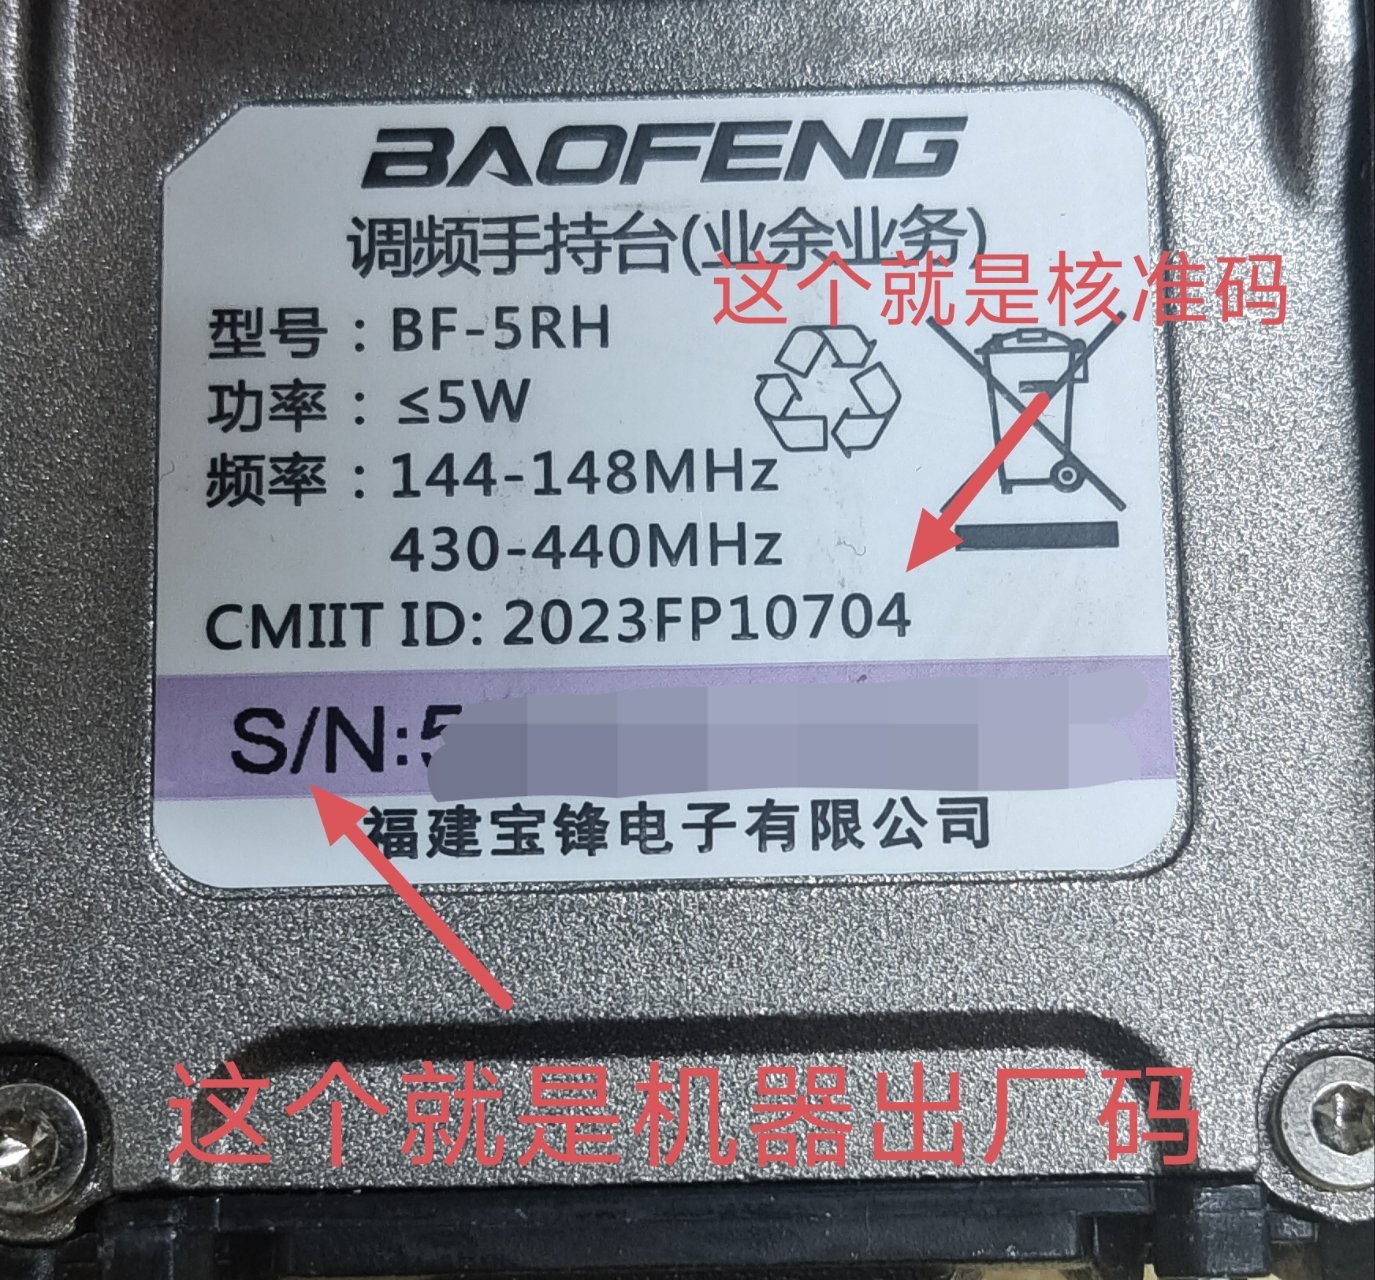 BAOFENG
调频手持台(业余业务)
这个就是核准码
型号：BF-5RH
功率：≤5W
频率：144-148MHz
430-440MHz
CMIIT ID: 2023FP10704
S/N:5
福建宝锋电子有限公司
这个就是机器出厂码